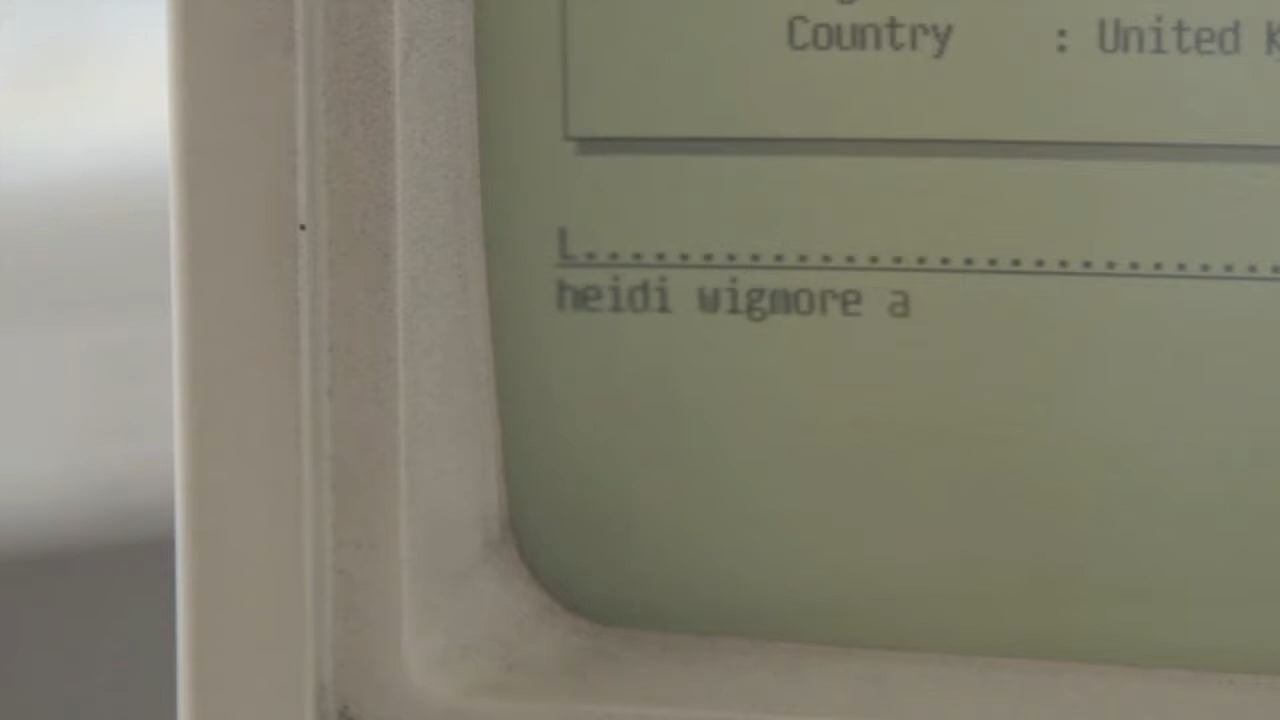 Country : United K
L..............................
heidi wigmore a